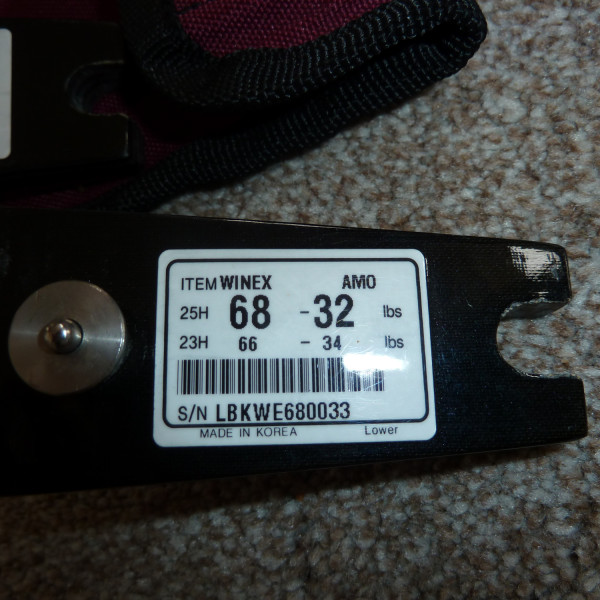 ITEM WINEX AMO
25H 68 - 32 lbs
23H 66 - 34 lbs
S/N LBKWE680033
MADE IN KOREA Lower